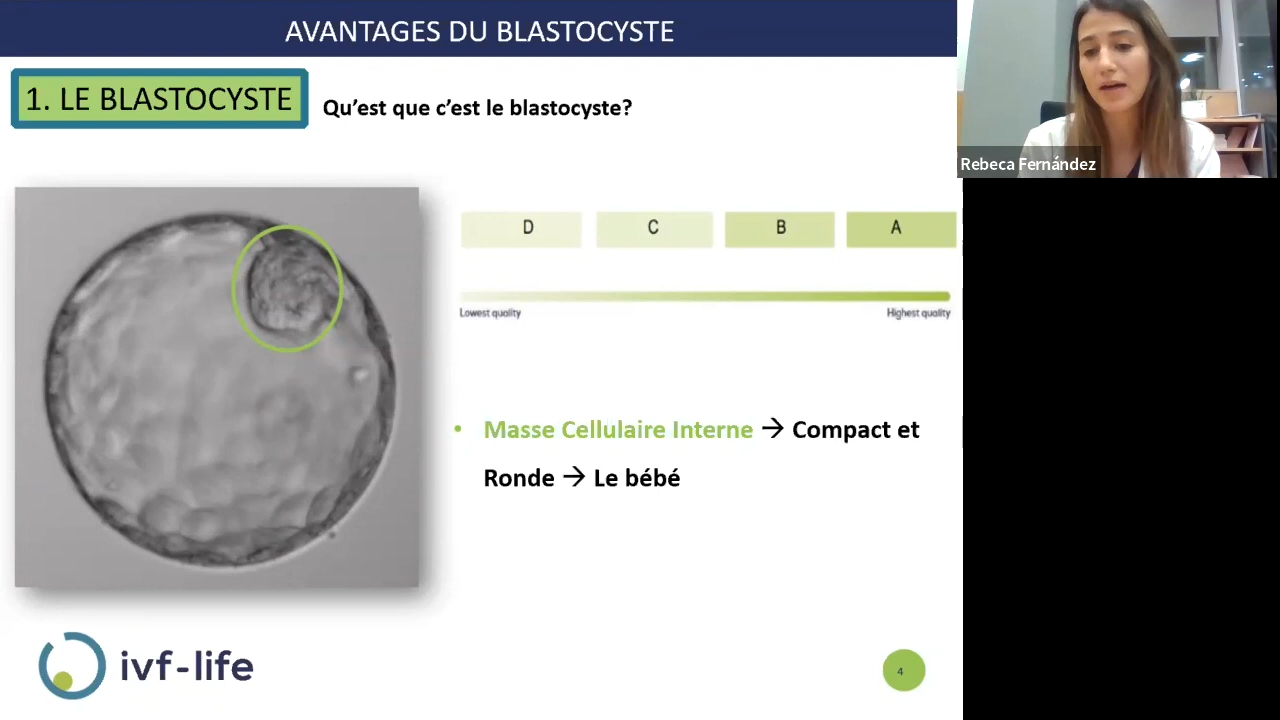 AVANTAGES DU BLASTOCYSTE
1. LE BLASTOCYSTE
Qu’est que c’est le blastocyste?
Rebeca Fernández
D C B A
Lowest quality Highest quality
• Masse Cellulaire Interne → Compact et
Ronde → Le bébé
ivf-life
4